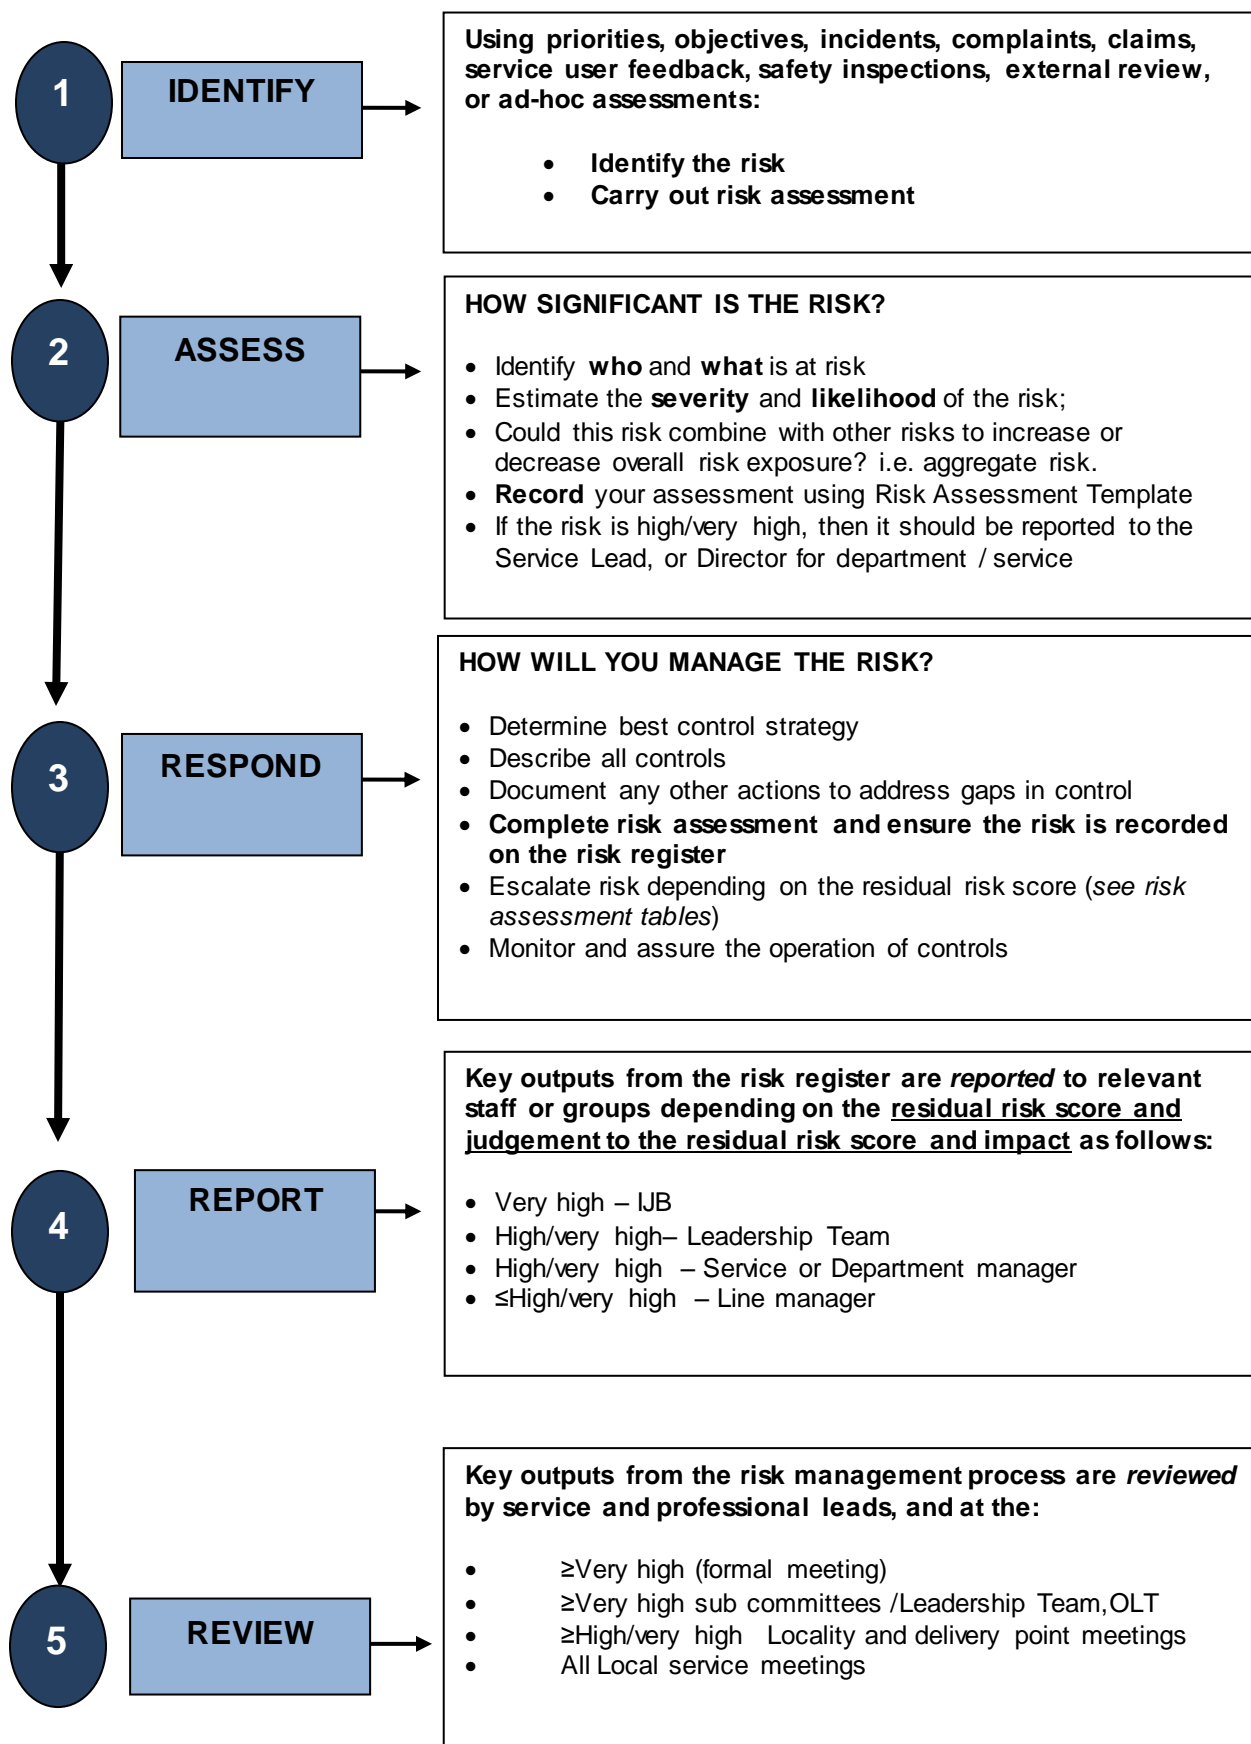 1
IDENTIFY
Using priorities, objectives, incidents, complaints, claims,
service user feedback, safety inspections, external review,
or ad-hoc assessments:
• Identify the risk
• Carry out risk assessment
2
ASSESS
HOW SIGNIFICANT IS THE RISK?
• Identify who and what is at risk
• Estimate the severity and likelihood of the risk;
• Could this risk combine with other risks to increase or
decrease overall risk exposure? i.e. aggregate risk.
• Record your assessment using Risk Assessment Template
• If the risk is high/very high, then it should be reported to the
Service Lead, or Director for department / service
3
RESPOND
HOW WILL YOU MANAGE THE RISK?
• Determine best control strategy
• Describe all controls
• Document any other actions to address gaps in control
• Complete risk assessment and ensure the risk is recorded
on the risk register
• Escalate risk depending on the residual risk score (see risk
assessment tables)
• Monitor and assure the operation of controls
4
REPORT
Key outputs from the risk register are reported to relevant
staff or groups depending on the residual risk score and
judgement to the residual risk score and impact as follows:
• Very high – IJB
• High/very high– Leadership Team
• High/very high – Service or Department manager
• ≤High/very high – Line manager
5
REVIEW
Key outputs from the risk management process are reviewed
by service and professional leads, and at the:
• ≥Very high (formal meeting)
• ≥Very high sub committees /Leadership Team,OLT
• ≥High/very high Locality and delivery point meetings
• All Local service meetings